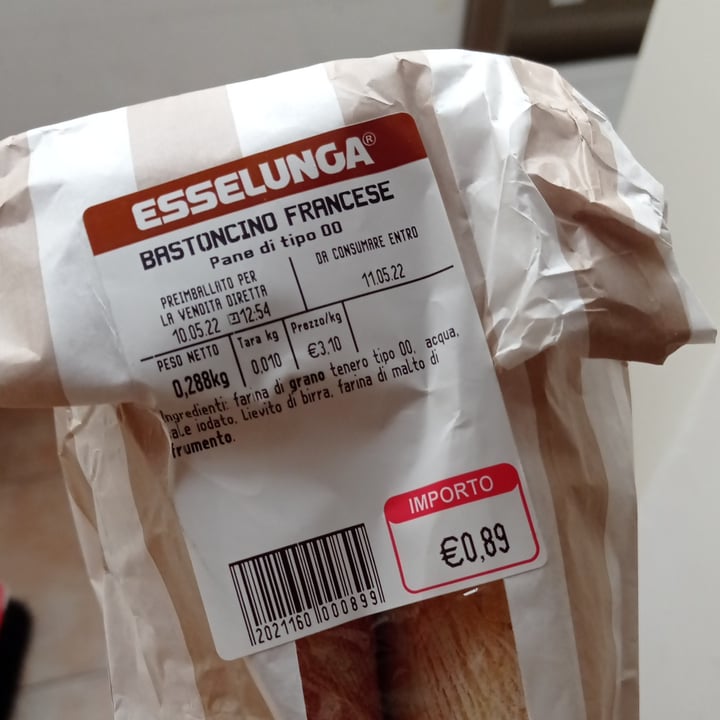 ESSELUNGA®
BASTONCINO FRANCESE
Pane di tipo 00
PREIMBALLATO PER
LA VENDITA DIRETTA
10.05.22 12:54
DA CONSUMARE ENTRO
11.05.22
PESO NETTO
0,288kg
Tara kg
0.010
Prezzo/kg
€3.10
Ingredienti: farina di grano tenero tipo 00, acqua,
sale iodato. Lievito di birra, farina di malto di
frumento.
IMPORTO
€0,89
2021160 000899